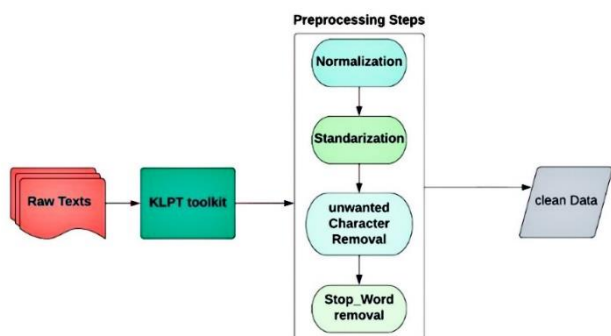 Preprocessing Steps
Normalization
Standarization
Raw Texts
KLPT toolkit
unwanted
Character
Removal
clean Data
Stop_Word
removal